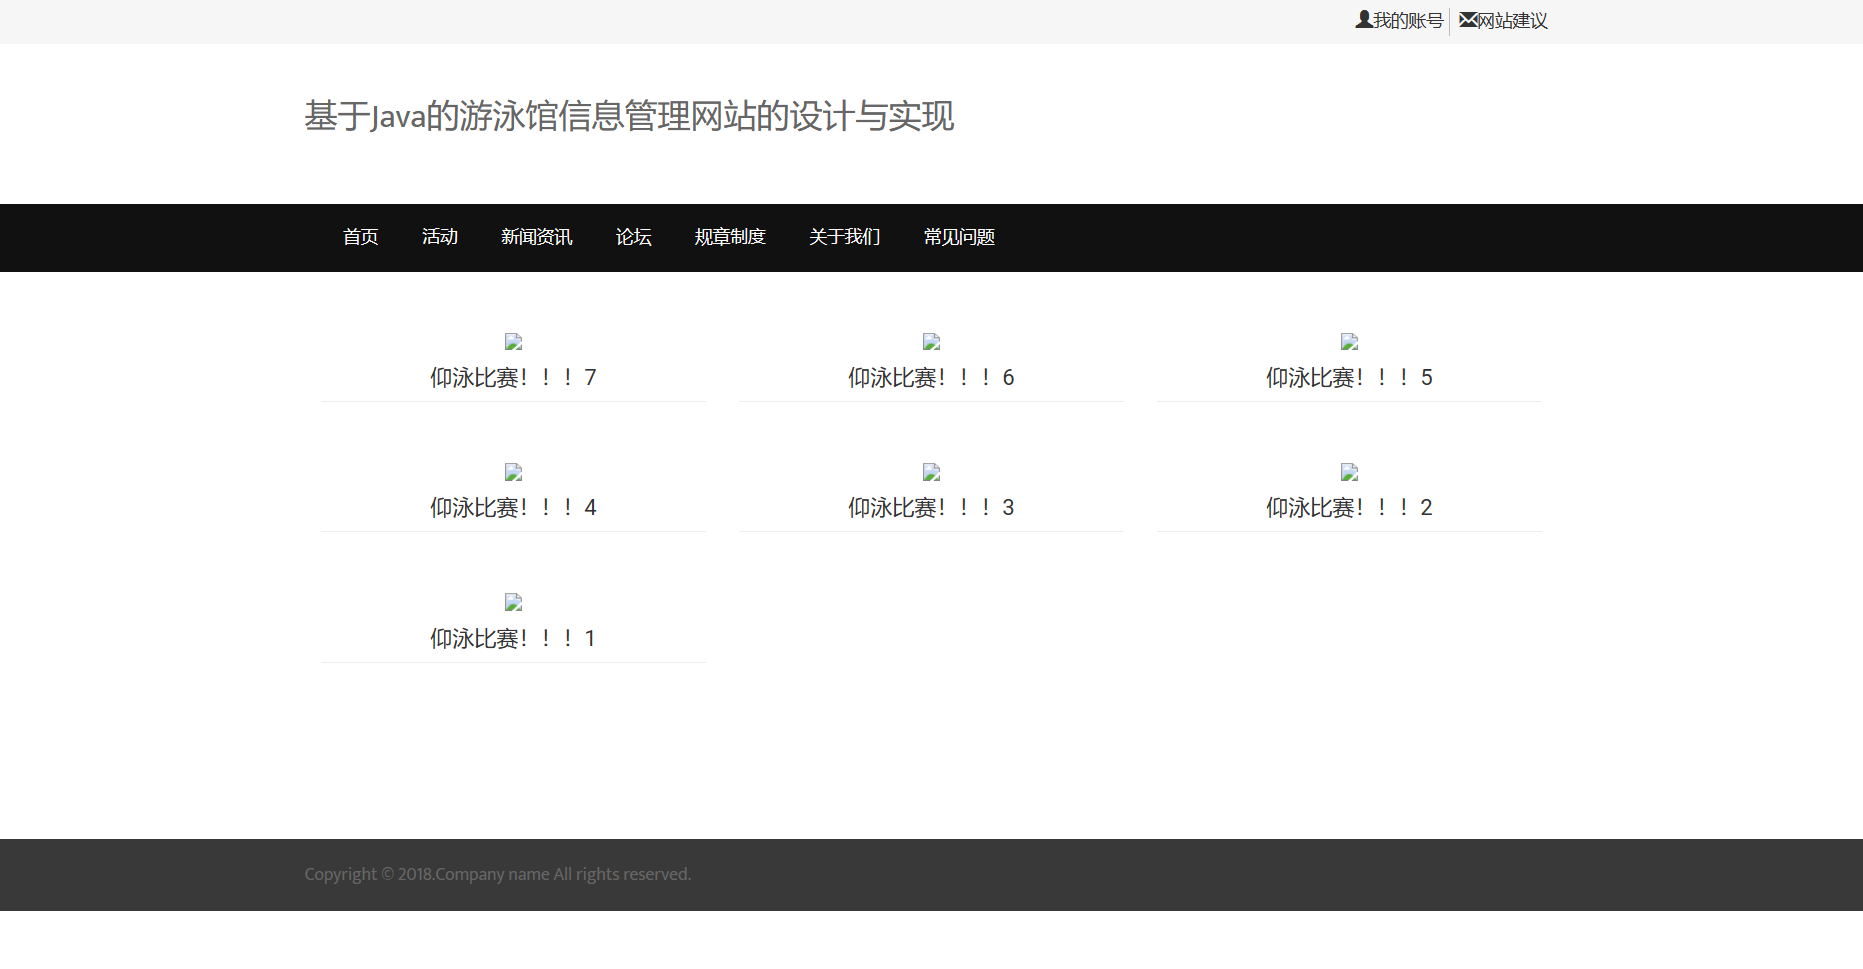 我的账号 网站建议
基于Java的游泳馆信息管理网站的设计与实现
首页 活动 新闻资讯 论坛 规章制度 关于我们 常见问题
仰泳比赛！！！7 仰泳比赛！！！6 仰泳比赛！！！5
仰泳比赛！！！4 仰泳比赛！！！3 仰泳比赛！！！2
仰泳比赛！！！1
Copyright © 2018.Company name All rights reserved.